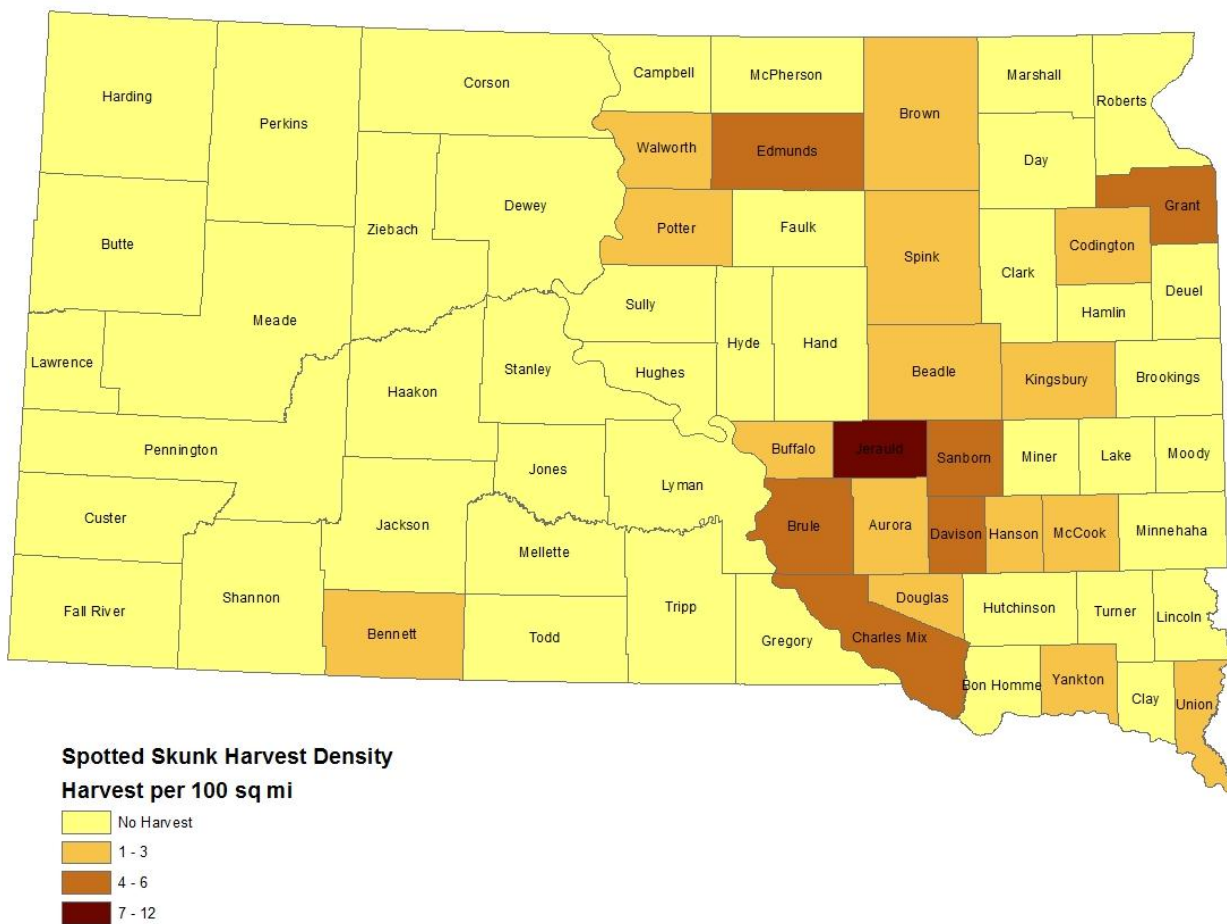 Harding
Perkins
Corson
Campbell
McPherson
Brown
Marshall
Roberts
Walworth
Edmunds
Day
Grant
Butte
Ziebach
Dewey
Potter
Faulk
Spink
Clark
Codington
Deuel
Hamlin
Meade
Sully
Lawrence
Haakon
Stanley
Hughes
Hyde
Hand
Beadle
Kingsbury
Brookings
Pennington
Jones
Lyman
Buffalo
Jerauld
Sanborn
Miner
Lake
Moody
Custer
Jackson
Mellette
Brule
Aurora
Davison
Hanson
McCook
Minnehaha
Fall River
Shannon
Bennett
Todd
Tripp
Gregory
Charles Mix
Douglas
Hutchinson
Turner
Lincoln
Bon Homme
Yankton
Clay
Union
Spotted Skunk Harvest Density
Harvest per 100 sq mi
No Harvest
1 - 3
4 - 6
7 - 12